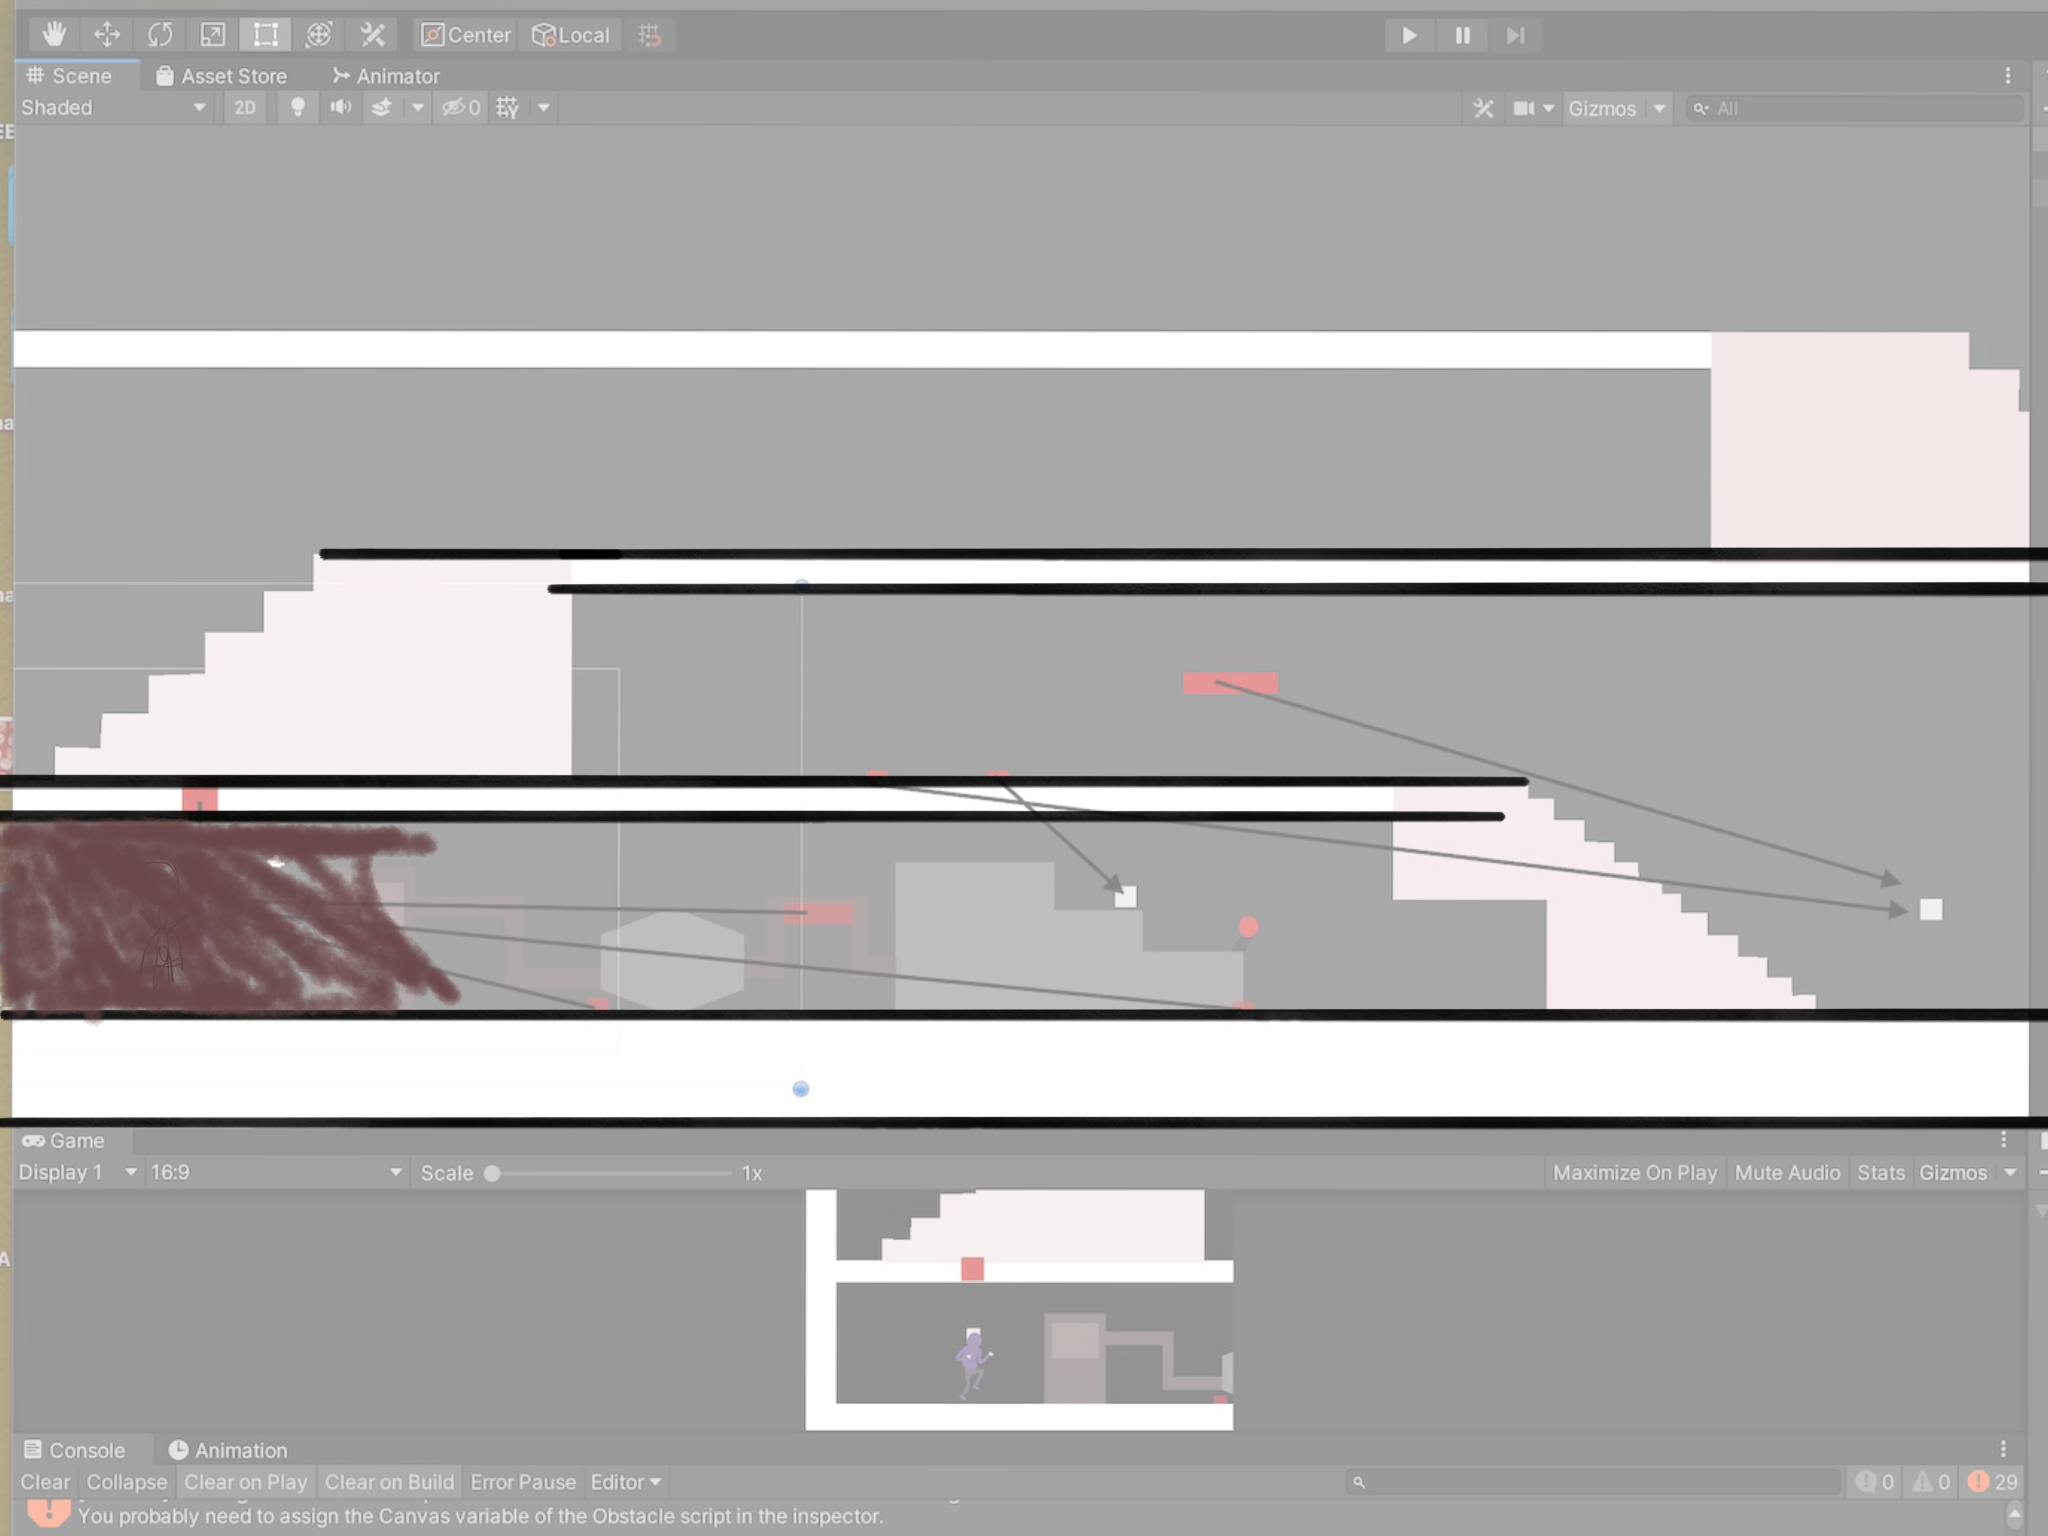 Center Local
Scene Asset Store Animator
Shaded 2D 0 Gizmos All
Game
Display 1 16:9 Scale 1x Maximize On Play Mute Audio Stats Gizmos
Console Animation
Clear Collapse Clear on Play Clear on Build Error Pause Editor 0 0 29
You probably need to assign the Canvas variable of the Obstacle script in the inspector.